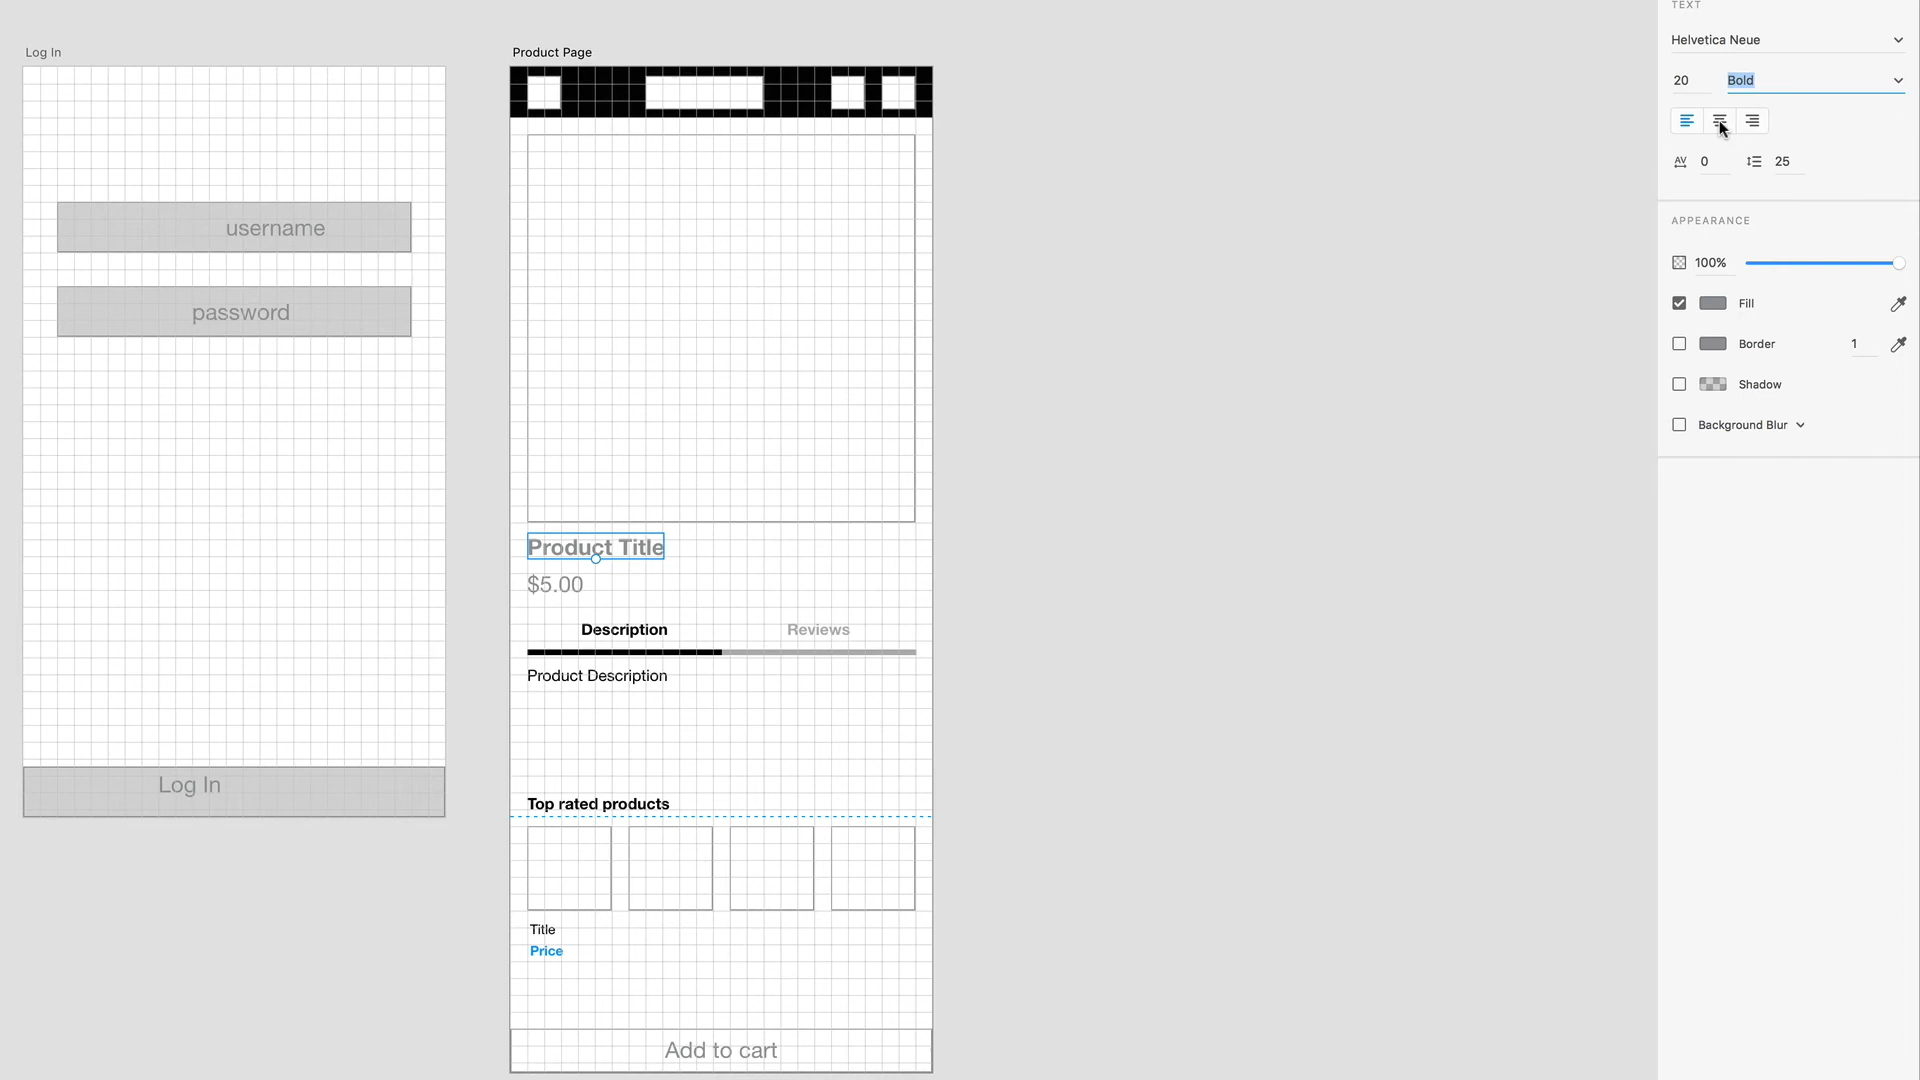 Log In
username
password
Log In
Product Page
Product Title
$5.00
Description
Reviews
Product Description
Top rated products
Title
Price
Add to cart
TEXT
Helvetica Neue
20
Bold
AV 0
25
APPEARANCE
100%
Fill
Border
1
Shadow
Background Blur